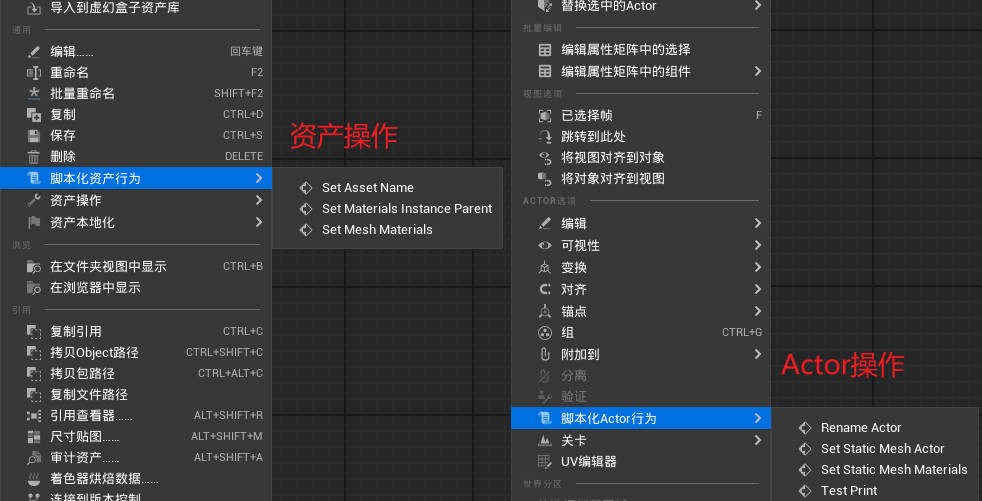 导入到虚幻盒子资产库
通用
编辑…… 回车键
重命名 F2
批量重命名 SHIFT+F2
复制 CTRL+D
保存 CTRL+S
删除 DELETE
脚本化资产行为
资产操作
资产本地化
浏览
在文件夹视图中显示 CTRL+B
在浏览器中显示
引用
复制引用 CTRL+C
拷贝Object路径 CTRL+SHIFT+C
拷贝包路径 CTRL+ALT+C
复制文件路径
引用查看器…… ALT+SHIFT+R
尺寸贴图…… ALT+SHIFT+M
审计资产…… ALT+SHIFT+A
着色器烘焙数据……
连接到版本控制
资产操作
Set Asset Name
Set Materials Instance Parent
Set Mesh Materials
替换选中的Actor
批量编辑
编辑属性矩阵中的选择
编辑属性矩阵中的组件
视图选项
已选择帧 F
跳转到此处
将视图对齐到对象
将对象对齐到视图
ACTOR选项
编辑
可视性
变换
对齐
锚点
组 CTRL+G
附加到
分离
验证
脚本化Actor行为
关卡
UV编辑器
世界分区
Actor操作
Rename Actor
Set Static Mesh Actor
Set Static Mesh Materials
Test Print